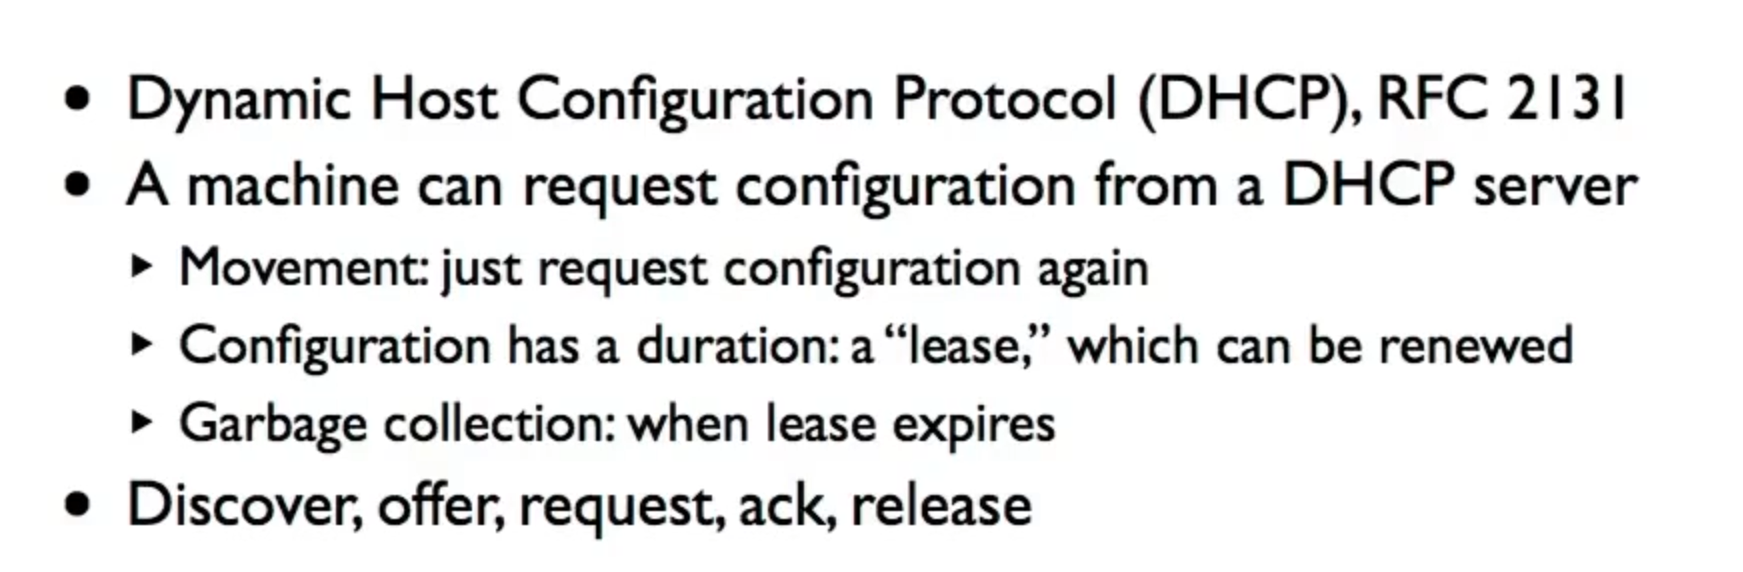 • Dynamic Host Configuration Protocol (DHCP), RFC 2131
• A machine can request configuration from a DHCP server
▸ Movement: just request configuration again
▸ Configuration has a duration: a “lease,” which can be renewed
▸ Garbage collection: when lease expires
• Discover, offer, request, ack, release